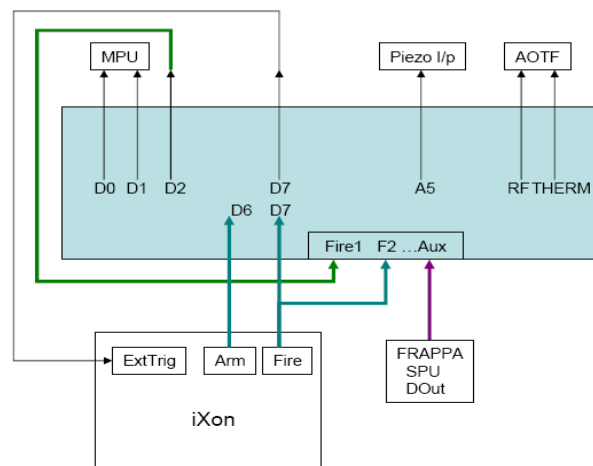 MPU Piezo I/p AOTF
D0 D1 D2 D7 A5 RF THERM
D6 D7
Fire1 F2 ...Aux
ExtTrig Arm Fire
FRAPPA
SPU
DOut
iXon